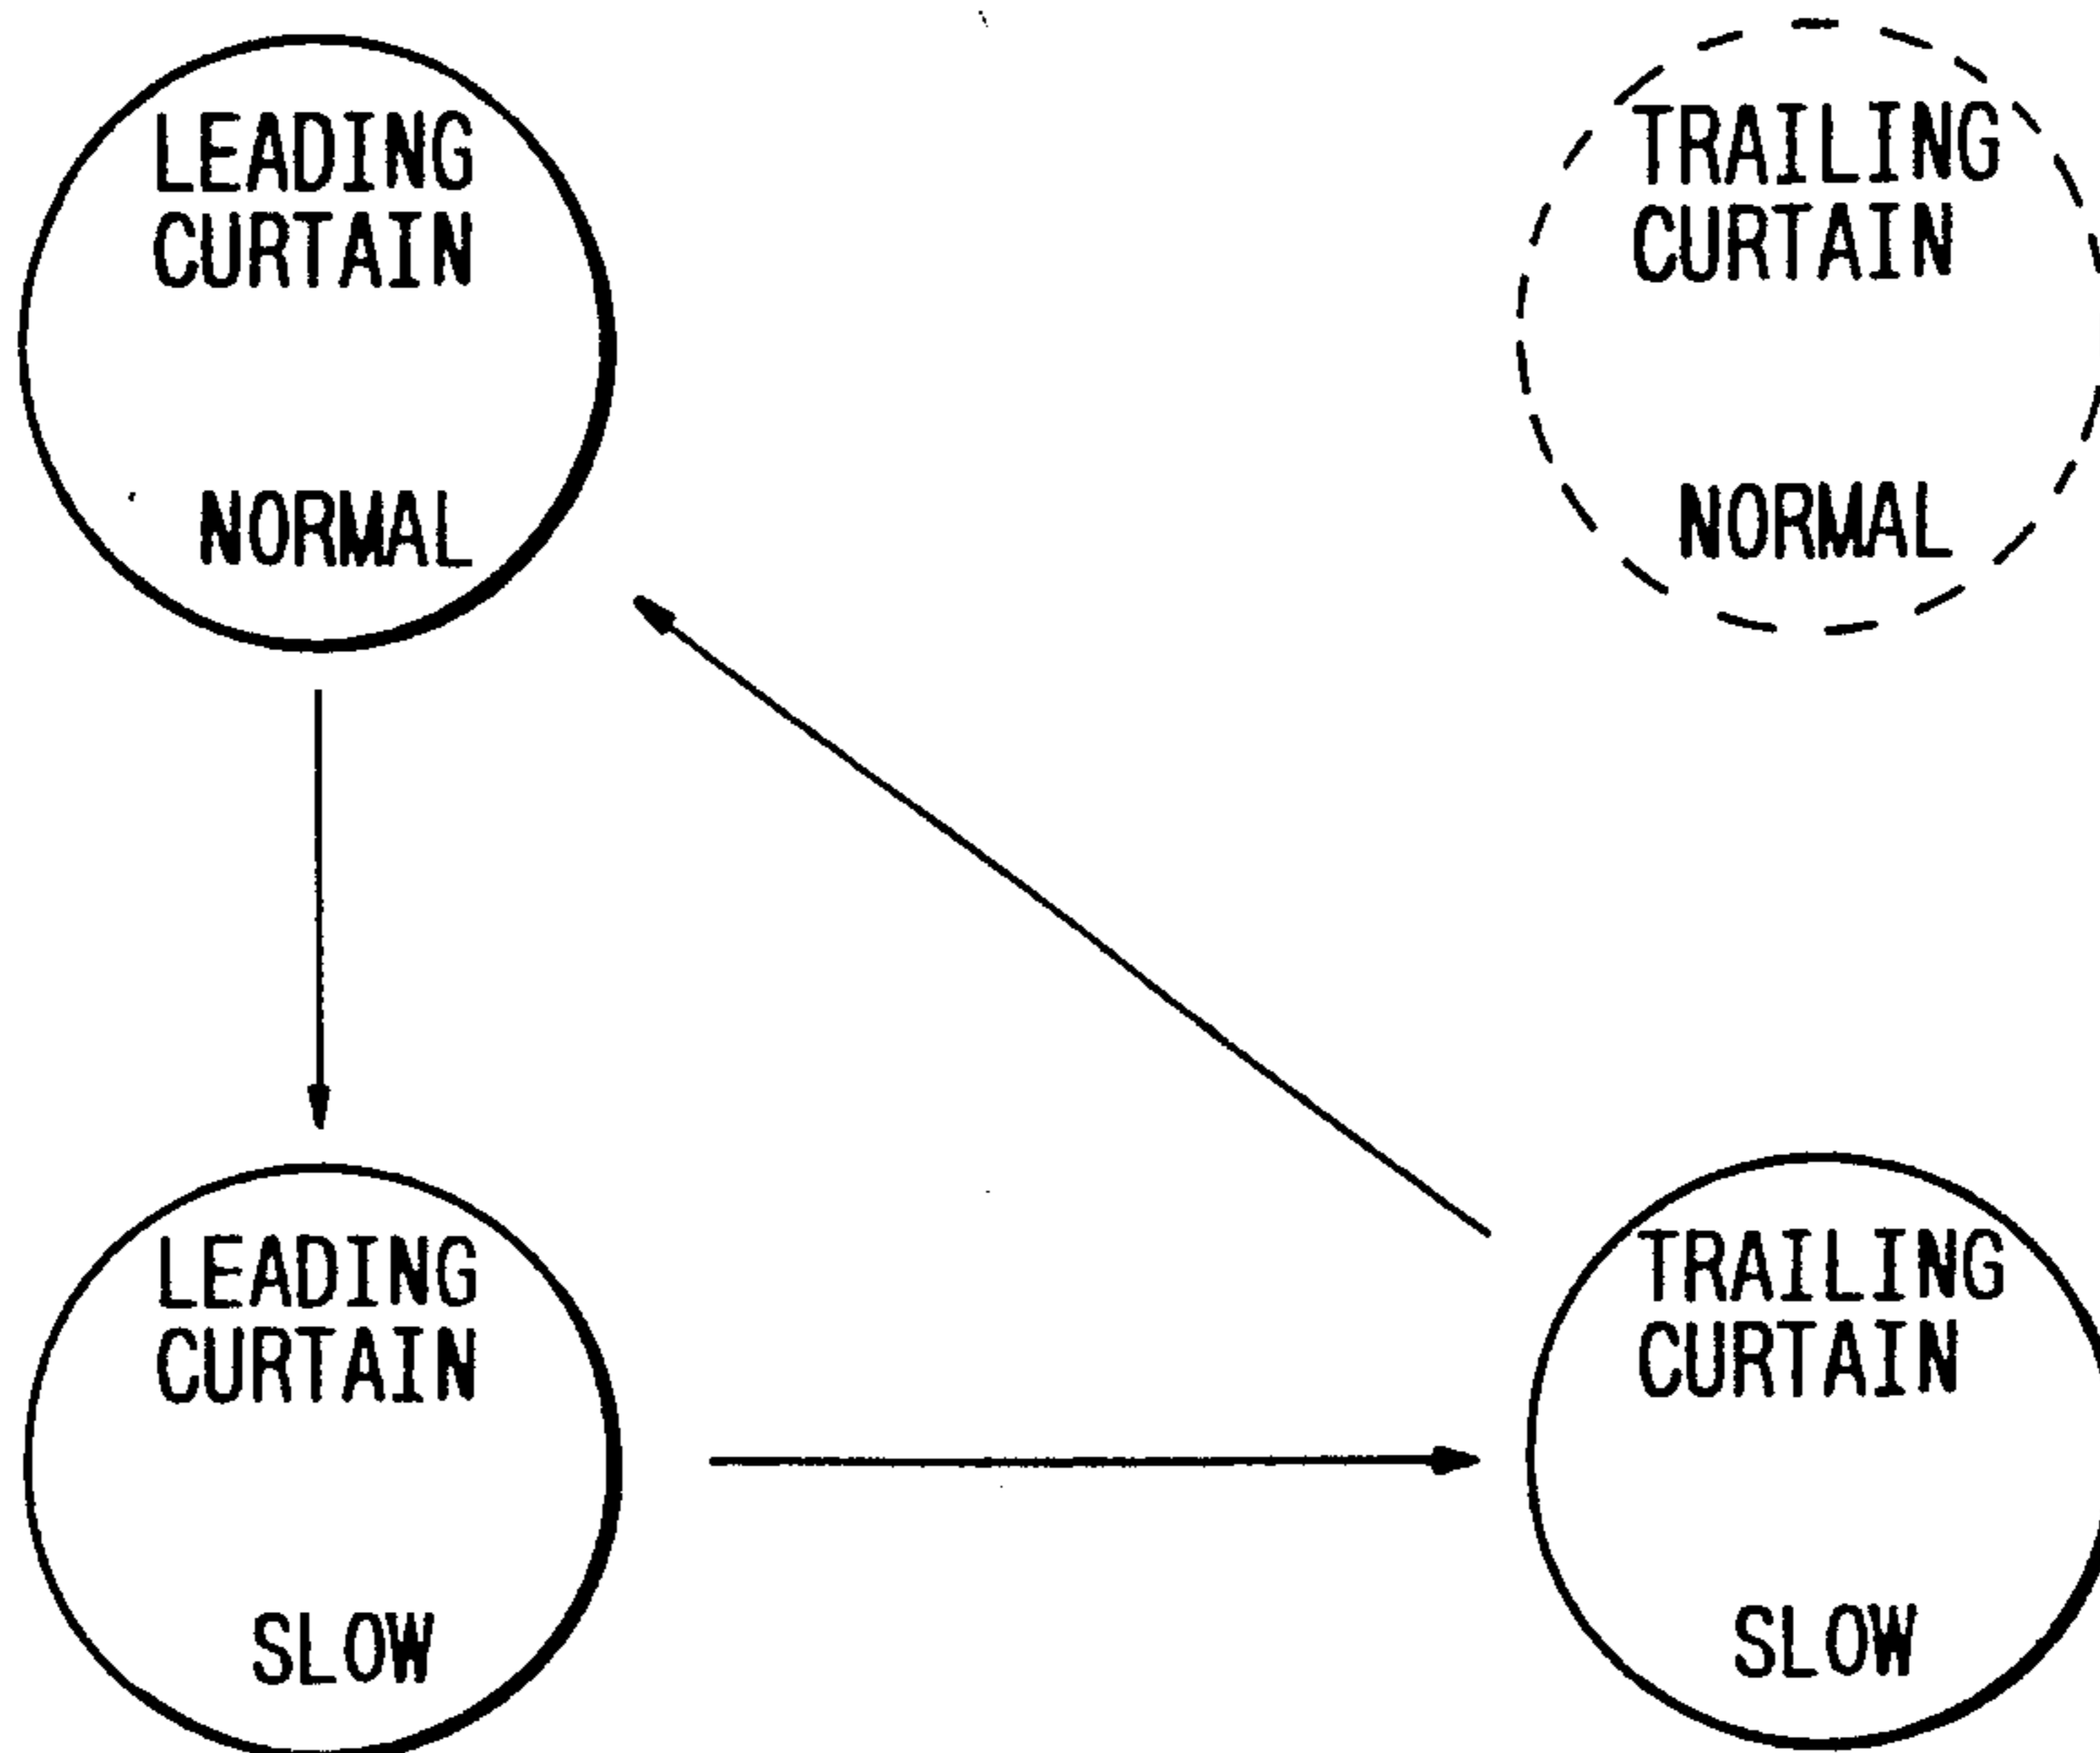 LEADING
CURTAIN
NORMAL
TRAILING
CURTAIN
NORMAL
LEADING
CURTAIN
SLOW
TRAILING
CURTAIN
SLOW